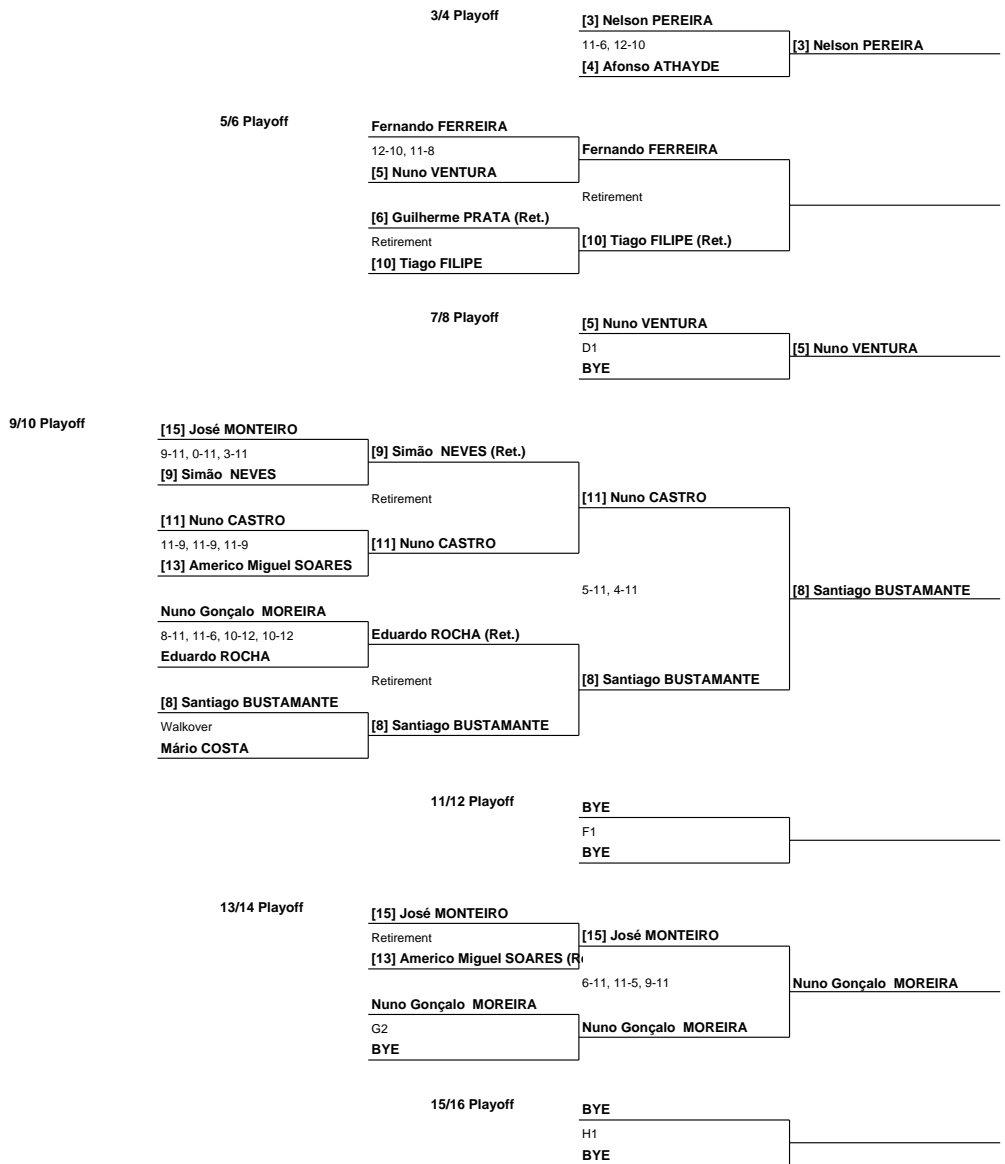 3/4 Playoff
[3] Nelson PEREIRA
11-6, 12-10
[3] Nelson PEREIRA
[4] Afonso ATHAYDE
5/6 Playoff
Fernando FERREIRA
12-10, 11-8
Fernando FERREIRA
[5] Nuno VENTURA
Retirement
[6] Guilherme PRATA (Ret.)
Retirement
[10] Tiago FILIPE (Ret.)
[10] Tiago FILIPE
7/8 Playoff
[5] Nuno VENTURA
D1
[5] Nuno VENTURA
BYE
9/10 Playoff
[15] José MONTEIRO
9-11, 0-11, 3-11
[9] Simão  NEVES (Ret.)
[9] Simão  NEVES
Retirement
[11] Nuno CASTRO
[11] Nuno CASTRO
11-9, 11-9, 11-9
[11] Nuno CASTRO
[13] Americo Miguel SOARES
5-11, 4-11
[8] Santiago BUSTAMANTE
Nuno Gonçalo  MOREIRA
8-11, 11-6, 10-12, 10-12
Eduardo ROCHA (Ret.)
Eduardo ROCHA
Retirement
[8] Santiago BUSTAMANTE
[8] Santiago BUSTAMANTE
Walkover
[8] Santiago BUSTAMANTE
Mário COSTA
11/12 Playoff
BYE
F1
BYE
13/14 Playoff
[15] José MONTEIRO
Retirement
[15] José MONTEIRO
[13] Americo Miguel SOARES (R
6-11, 11-5, 9-11
Nuno Gonçalo  MOREIRA
Nuno Gonçalo  MOREIRA
G2
Nuno Gonçalo  MOREIRA
BYE
15/16 Playoff
BYE
H1
BYE